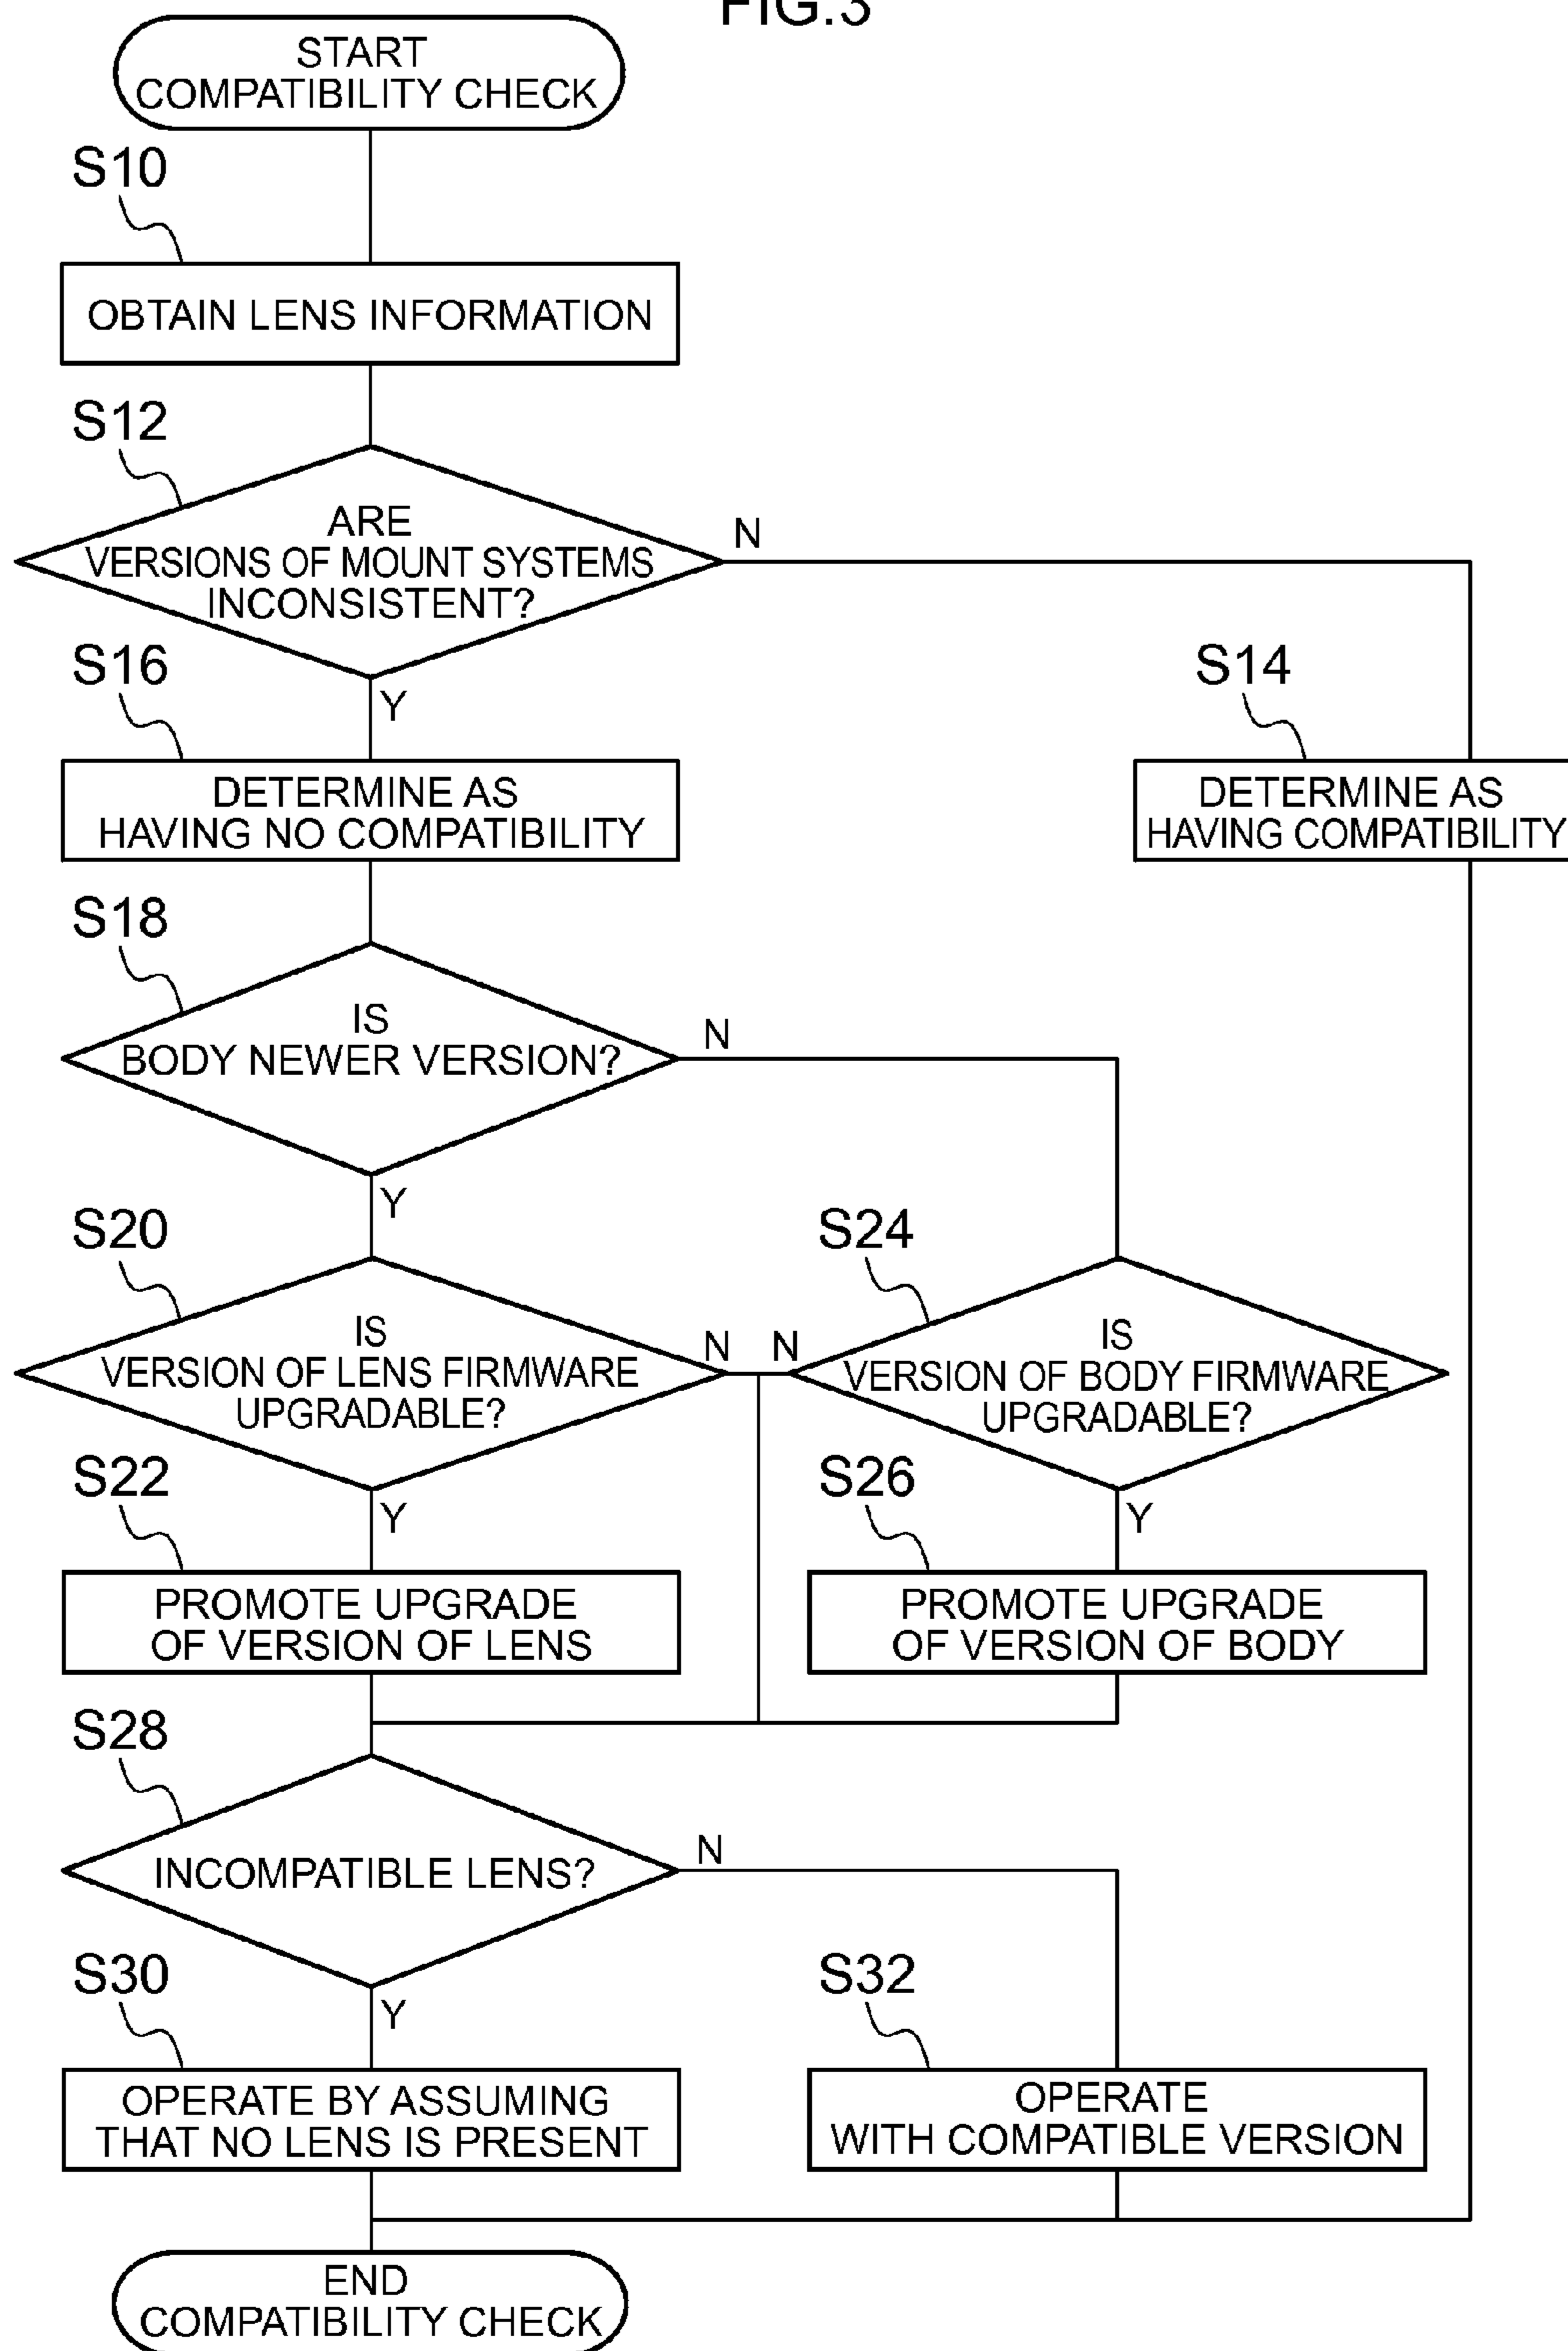 FIG.3
START
COMPATIBILITY CHECK
S10
OBTAIN LENS INFORMATION
S12
ARE
VERSIONS OF MOUNT SYSTEMS
INCONSISTENT?
N
Y
S16
DETERMINE AS
HAVING NO COMPATIBILITY
S14
DETERMINE AS
HAVING COMPATIBILITY
S18
IS
BODY NEWER VERSION?
N
Y
S20
IS
VERSION OF LENS FIRMWARE
UPGRADABLE?
N
Y
S24
IS
VERSION OF BODY FIRMWARE
UPGRADABLE?
N
Y
S22
PROMOTE UPGRADE
OF VERSION OF LENS
S26
PROMOTE UPGRADE
OF VERSION OF BODY
S28
INCOMPATIBLE LENS?
N
Y
S30
OPERATE BY ASSUMING
THAT NO LENS IS PRESENT
S32
OPERATE
WITH COMPATIBLE VERSION
END
COMPATIBILITY CHECK